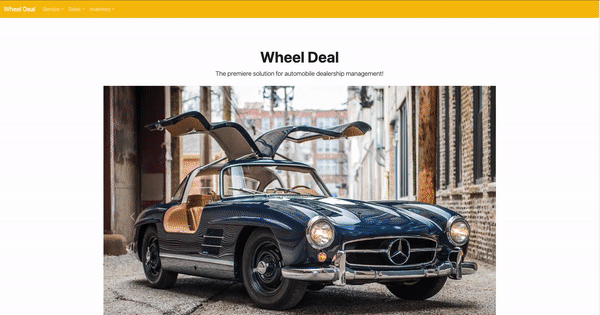 Wheel Deal Service Sales Inventory
Wheel Deal
The premiere solution for automobile dealership management!